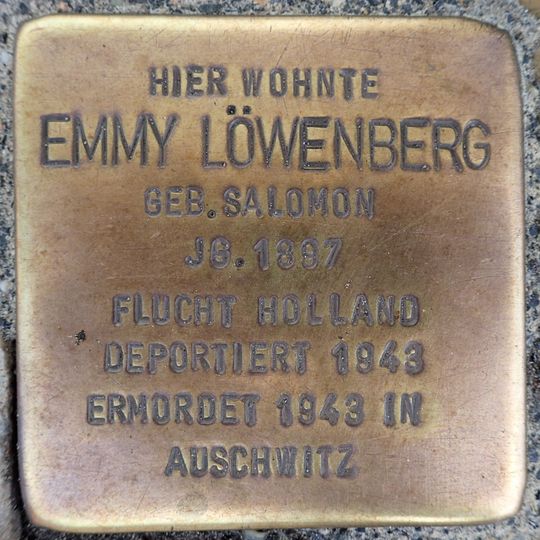 HIER WOHNTE
EMMY LÖWENBERG
GEB. SALOMON
JG. 1897
FLUCHT HOLLAND
DEPORTIERT 1943
ERMORDET 1943 IN
AUSCHWITZ